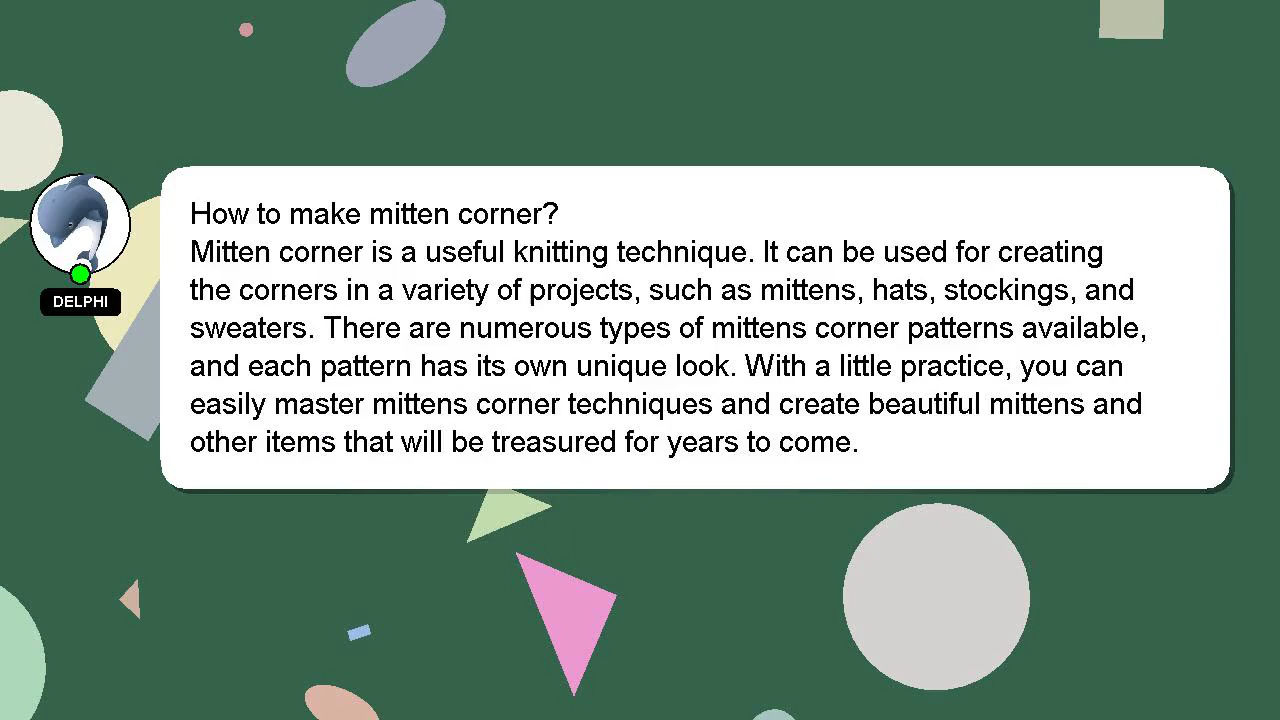 How to make mitten corner?
Mitten corner is a useful knitting technique. It can be used for creating
the corners in a variety of projects, such as mittens, hats, stockings, and
sweaters. There are numerous types of mittens corner patterns available,
and each pattern has its own unique look. With a little practice, you can
easily master mittens corner techniques and create beautiful mittens and
other items that will be treasured for years to come.
DELPHI